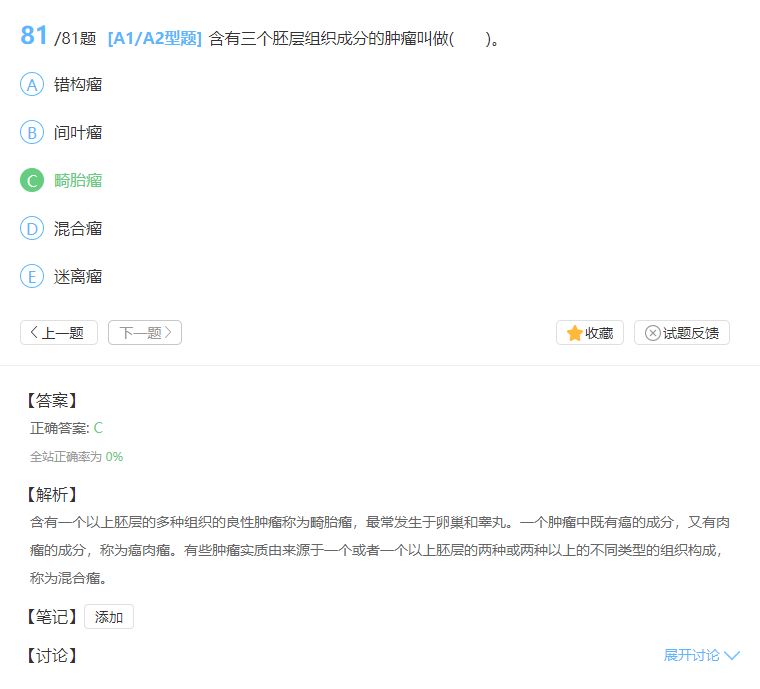 81 /81题 [A1/A2型题] 含有三个胚层组织成分的肿瘤叫做( )。
A 错构瘤
B 间叶瘤
C 畸胎瘤
D 混合瘤
E 迷离瘤
上一题 下一题 收藏 试题反馈
【答案】
正确答案: C
全站正确率为 0%
【解析】
含有一个以上胚层的多种组织的良性肿瘤称为畸胎瘤，最常发生于卵巢和睾丸。一个肿瘤中既有癌的成分，又有肉
瘤的成分，称为癌肉瘤。有些肿瘤实质由来源于一个或者一个以上胚层的两种或两种以上的不同类型的组织构成，
称为混合瘤。
【笔记】 添加
【讨论】 展开讨论